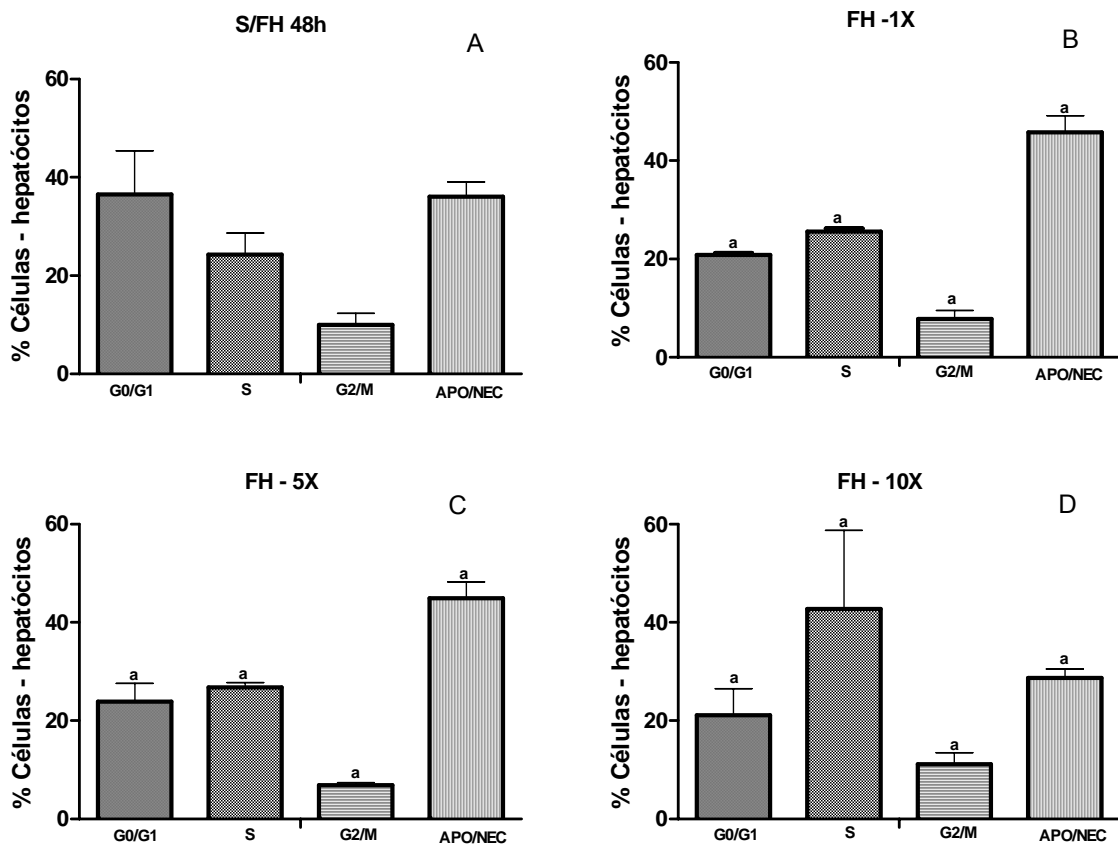 S/FH 48h
A
% Células - hepatócitos
60
40
20
0
G0/G1 S G2/M APO/NEC
FH -1X
B
% Células - hepatócitos
60
40
20
0
a a a a
G0/G1 S G2/M APO/NEC
FH - 5X
C
% Células - hepatócitos
60
40
20
0
a a a a
G0/G1 S G2/M APO/NEC
FH - 10X
D
% Células - hepatócitos
60
40
20
0
a a a a
G0/G1 S G2/M APO/NEC